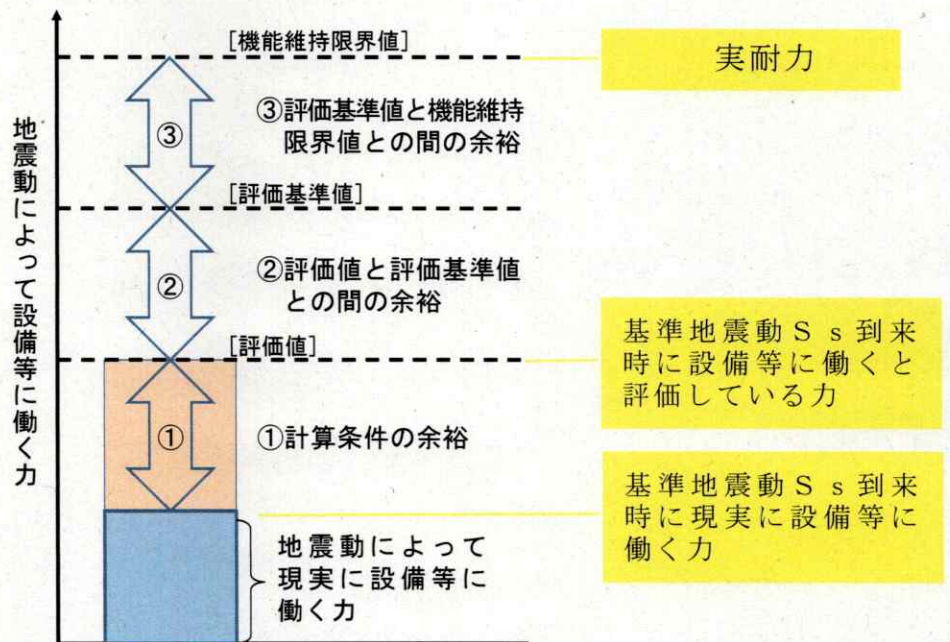 地震動によって設備等に働く力
[機能維持限界値]
③
③評価基準値と機能維持
限界値との間の余裕
[評価基準値]
②
②評価値と評価基準値
との間の余裕
[評価値]
①
①計算条件の余裕
地震動によって
現実に設備等に
働く力
実耐力
基準地震動Ss到来
時に設備等に働くと
評価している力
基準地震動Ss到来
時に現実に設備等に
働く力